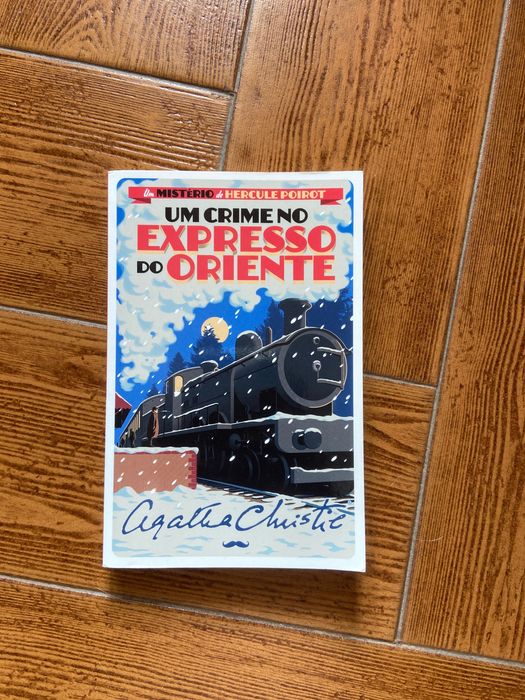 Um MISTÉRIO de HERCULE POIROT
UM CRIME NO
EXPRESSO
DO ORIENTE
Agatha Christie